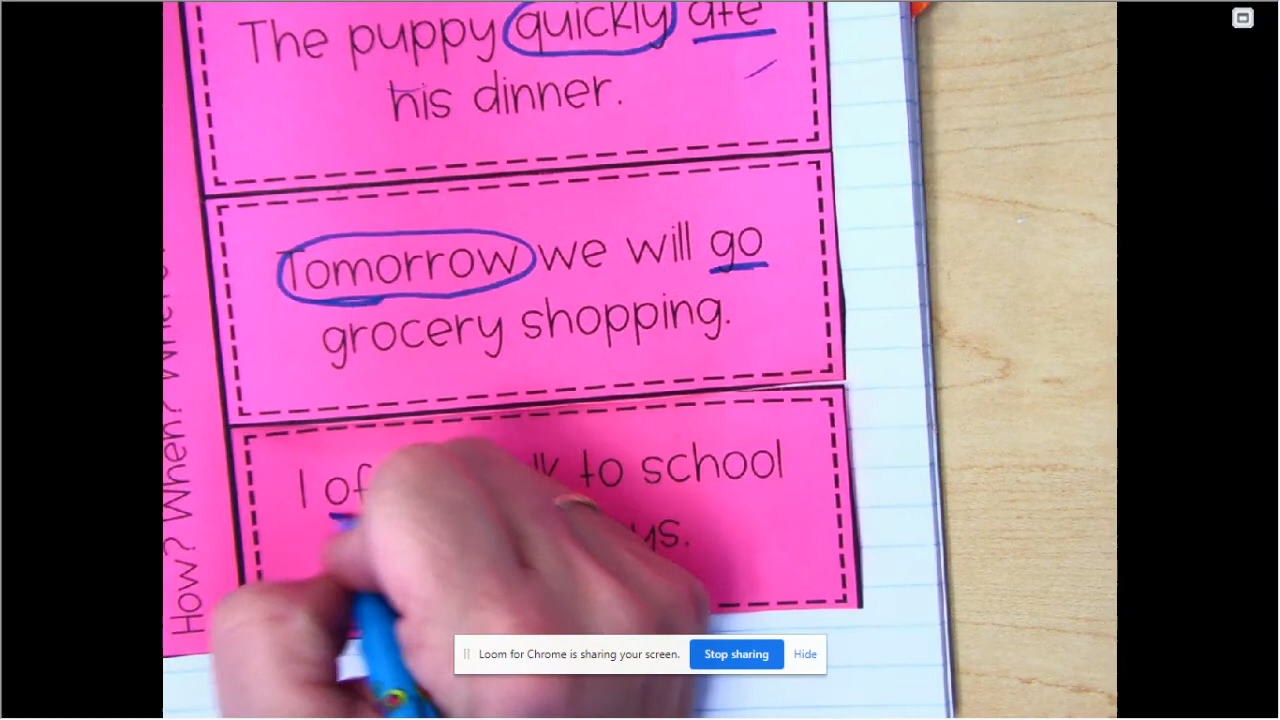 The puppy quickly ate
his dinner.
Tomorrow we will go
grocery shopping.
I to school
How? When?
Loom for Chrome is sharing your screen.
Stop sharing
Hide